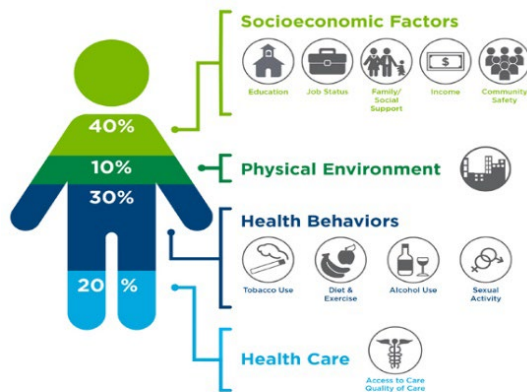 Socioeconomic Factors
$
Education
Job Status
Family/
Social
Support
Income
Community
Safety
40%
10%
Physical Environment
30%
Health Behaviors
Tobacco Use
Diet &
Exercise
Alcohol Use
Sexual
Activity
20 %
Health Care
Access to Care
Quality of Care